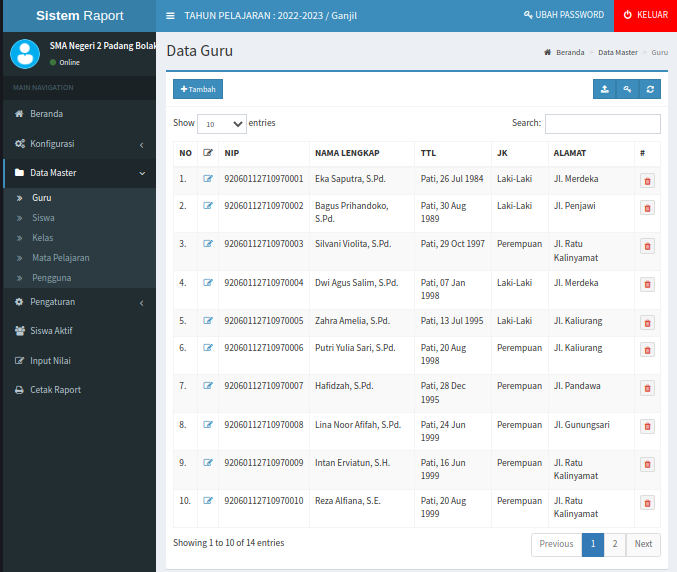 Sistem Raport
TAHUN PELAJARAN : 2022-2023 / Ganjil
UBAH PASSWORD
KELUAR
SMA Negeri 2 Padang Bolak
Online
MAIN NAVIGATION
Beranda
Konfigurasi
Data Master
Guru
Siswa
Kelas
Mata Pelajaran
Pengguna
Pengaturan
Siswa Aktif
Input Nilai
Cetak Raport
Data Guru
Beranda > Data Master > Guru
+ Tambah
Show 10 entries
Search:
NO NIP NAMA LENGKAP TTL JK ALAMAT #
1. 92060112710970001 Eka Saputra, S.Pd. Pati, 26 Jul 1984 Laki-Laki Jl. Merdeka
2. 92060112710970002 Bagus Prihandoko, Pati, 30 Aug Laki-Laki Jl. Penjawi
S.Pd. 1989
3. 92060112710970003 Silvani Violita, S.Pd. Pati, 29 Oct 1997 Perempuan Jl. Ratu
Kalinyamat
4. 92060112710970004 Dwi Agus Salim, S.Pd. Pati, 07 Jan Laki-Laki Jl. Merdeka
1998
5. 92060112710970005 Zahra Amelia, S.Pd. Pati, 13 Jul 1995 Laki-Laki Jl. Kaliurang
6. 92060112710970006 Putri Yulia Sari, S.Pd. Pati, 20 Aug Perempuan Jl. Kaliurang
1998
7. 92060112710970007 Hafidzah, S.Pd. Pati, 28 Dec Perempuan Jl. Pandawa
1995
8. 92060112710970008 Lina Noor Afifah, S.Pd. Pati, 24 Jun Perempuan Jl. Gunungsari
1999
9. 92060112710970009 Intan Erviatun, S.H. Pati, 16 Jun Perempuan Jl. Ratu
1999 Kalinyamat
10. 92060112710970010 Reza Alfiana, S.E. Pati, 20 Aug Perempuan Jl. Ratu
1999 Kalinyamat
Showing 1 to 10 of 14 entries
Previous 1 2 Next